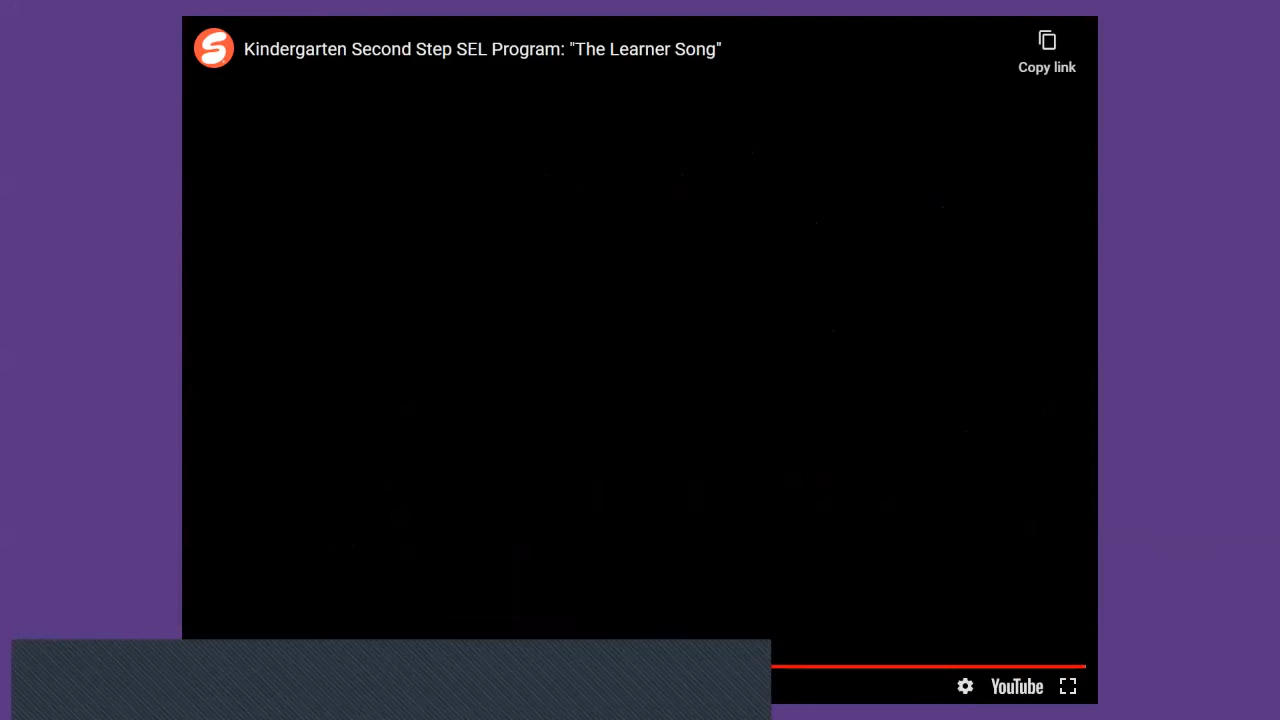 Kindergarten Second Step SEL Program: "The Learner Song"
Copy link
YouTube